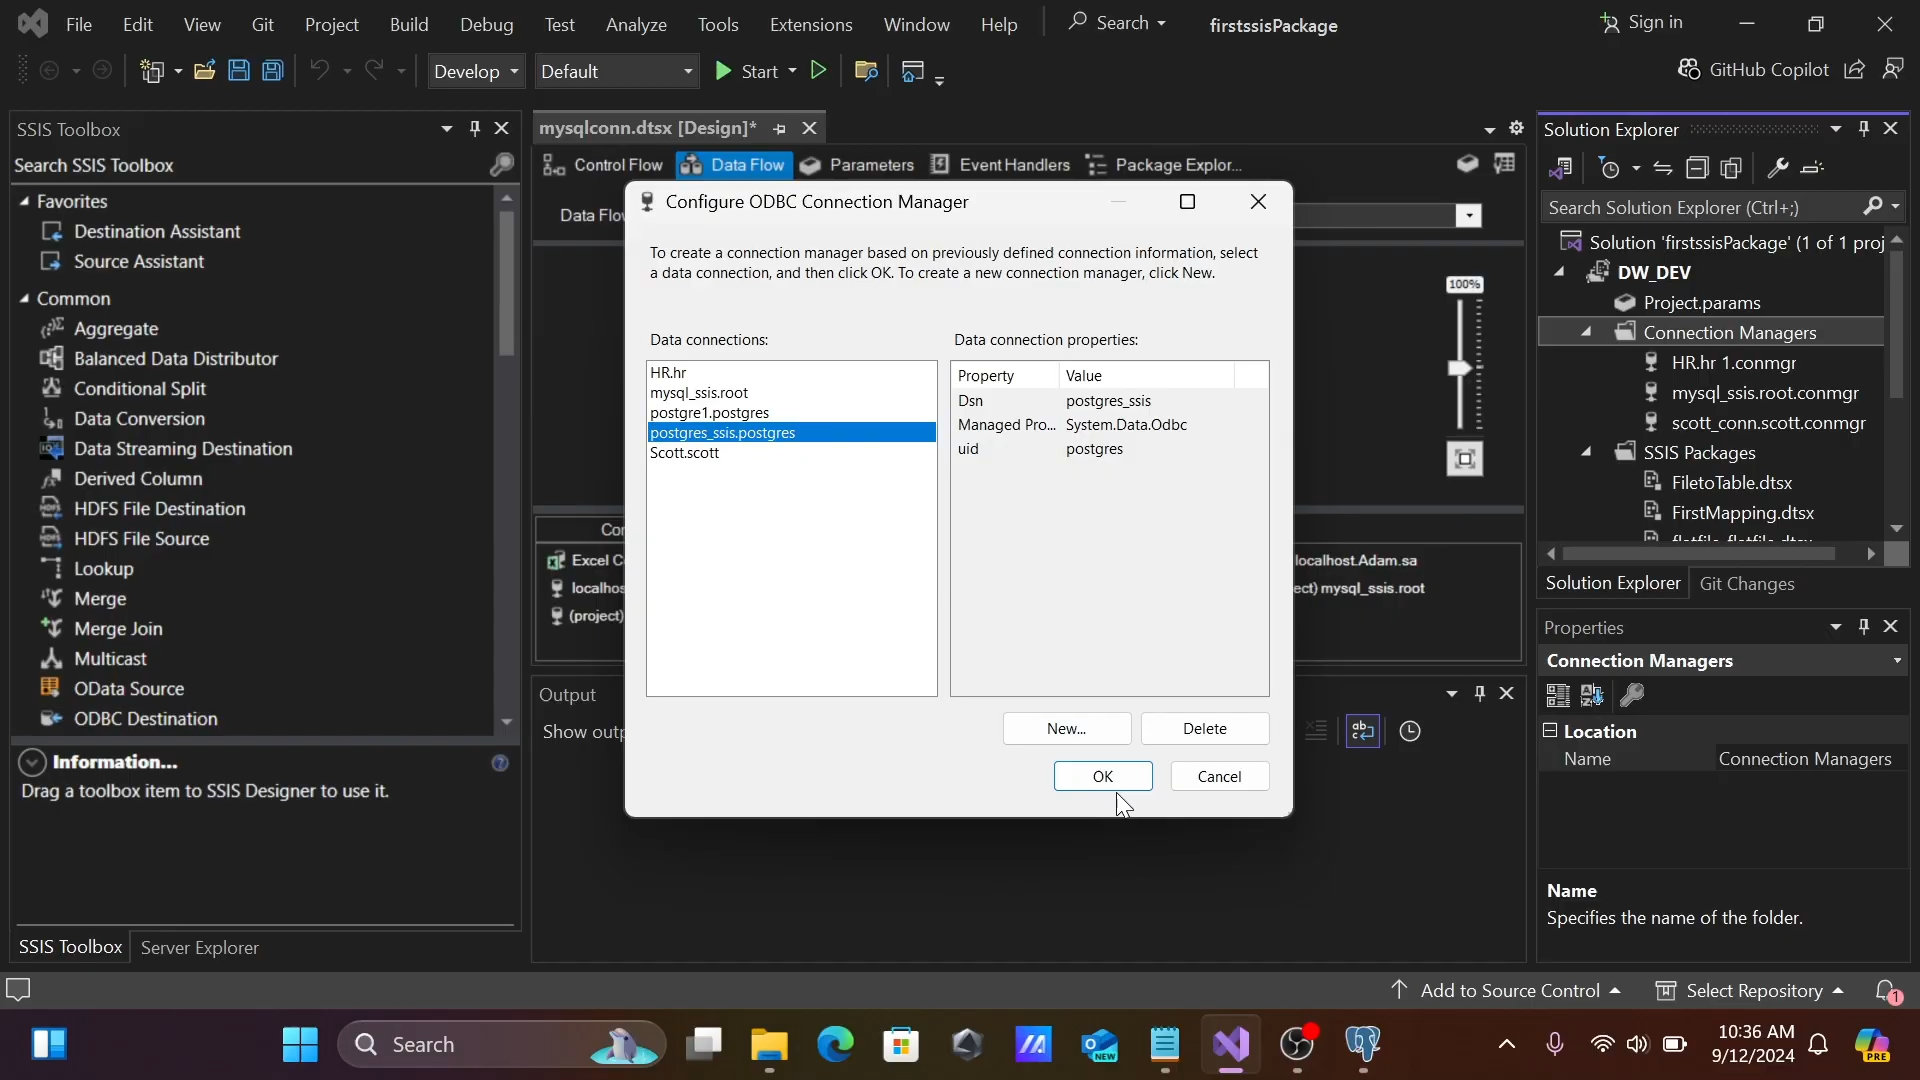 File Edit View Git Project Build Debug Test Analyze Tools Extensions Window Help Search firstssisPackage Sign in
Develop Default Start GitHub Copilot
SSIS Toolbox
Search SSIS Toolbox
Favorites
Destination Assistant
Source Assistant
Common
Aggregate
Balanced Data Distributor
Conditional Split
Data Conversion
Data Streaming Destination
Derived Column
HDFS File Destination
HDFS File Source
Lookup
Merge
Merge Join
Multicast
OData Source
ODBC Destination
Information...
Drag a toolbox item to SSIS Designer to use it.
SSIS Toolbox Server Explorer
mysqlconn.dtsx [Design]*
Control Flow Data Flow Parameters Event Handlers Package Explor...
Data Flo
100%
Con
Excel C
localhos
(project)
localhost.Adam.sa
ect) mysql_ssis.root
Output
Show outp
Configure ODBC Connection Manager
To create a connection manager based on previously defined connection information, select
a data connection, and then click OK. To create a new connection manager, click New.
Data connections:
HR.hr
mysql_ssis.root
postgre1.postgres
postgres_ssis.postgres
Scott.scott
Data connection properties:
Property Value
Dsn postgres_ssis
Managed Pro... System.Data.Odbc
uid postgres
New... Delete
OK Cancel
Solution Explorer
Search Solution Explorer (Ctrl+;)
Solution 'firstssisPackage' (1 of 1 proj
DW_DEV
Project.params
Connection Managers
HR.hr 1.conmgr
mysql_ssis.root.conmgr
scott_conn.scott.conmgr
SSIS Packages
FiletoTable.dtsx
FirstMapping.dtsx
Solution Explorer Git Changes
Properties
Connection Managers
Location
Name Connection Managers
Name
Specifies the name of the folder.
Add to Source Control Select Repository 1
Search
NEW
10:36 AM
9/12/2024
PRE